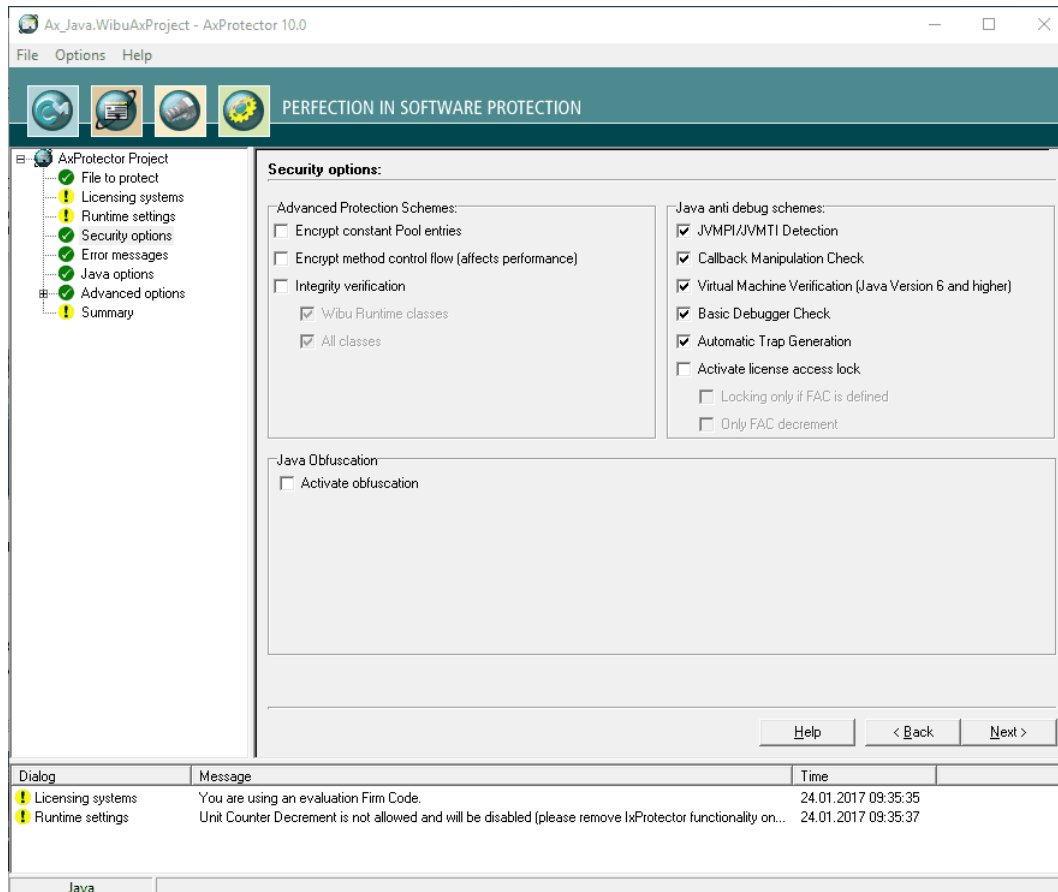 Ax_Java.WibuAxProject - AxProtector 10.0
File Options Help
PERFECTION IN SOFTWARE PROTECTION
AxProtector Project
File to protect
Licensing systems
Runtime settings
Security options
Error messages
Java options
Advanced options
Summary
Security options:
Advanced Protection Schemes:
Encrypt constant Pool entries
Encrypt method control flow (affects performance)
Integrity verification
Wibu Runtime classes
All classes
Java anti debug schemes:
JVMPI/JVMTI Detection
Callback Manipulation Check
Virtual Machine Verification (Java Version 6 and higher)
Basic Debugger Check
Automatic Trap Generation
Activate license access lock
Locking only if FAC is defined
Only FAC decrement
Java Obfuscation
Activate obfuscation
Help < Back Next >
Dialog Message Time
Licensing systems You are using an evaluation Firm Code. 24.01.2017 09:35:35
Runtime settings Unit Counter Decrement is not allowed and will be disabled (please remove IxProtector functionality on... 24.01.2017 09:35:37
Java